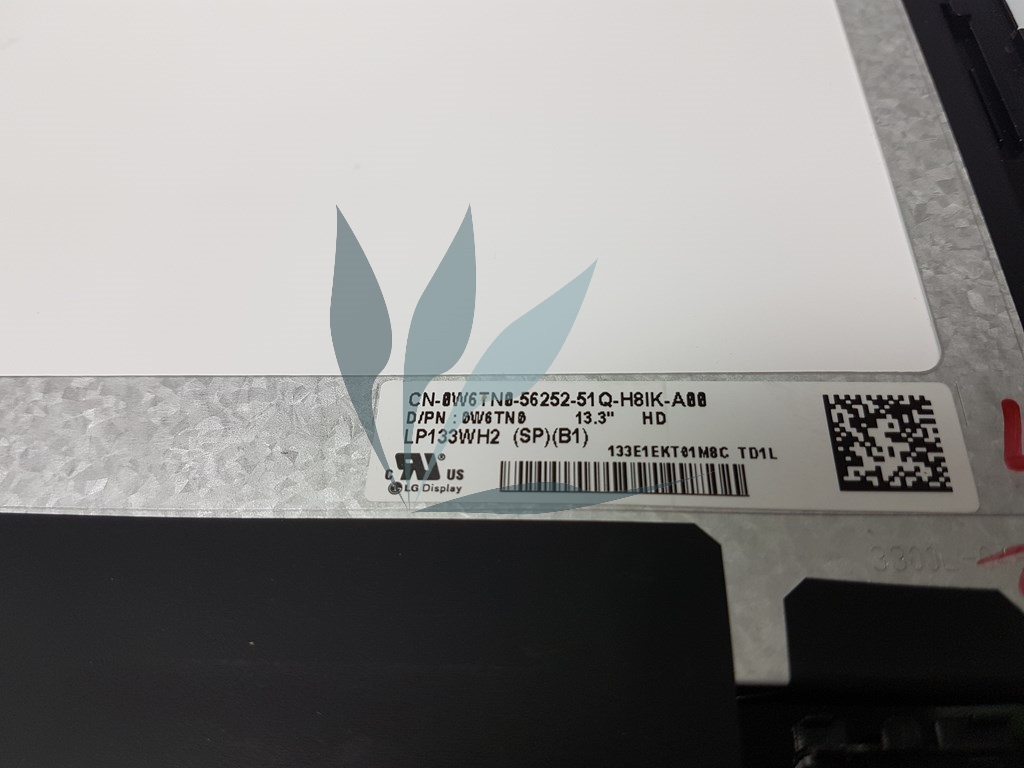 CN-0W6TN0-56252-51Q-H8IK-A00
D/PN : 0W6TN0 13.3" HD
LP133WH2 (SP)(B1)
133E1EKT01M8C TD1L
c RU® US
LG Display